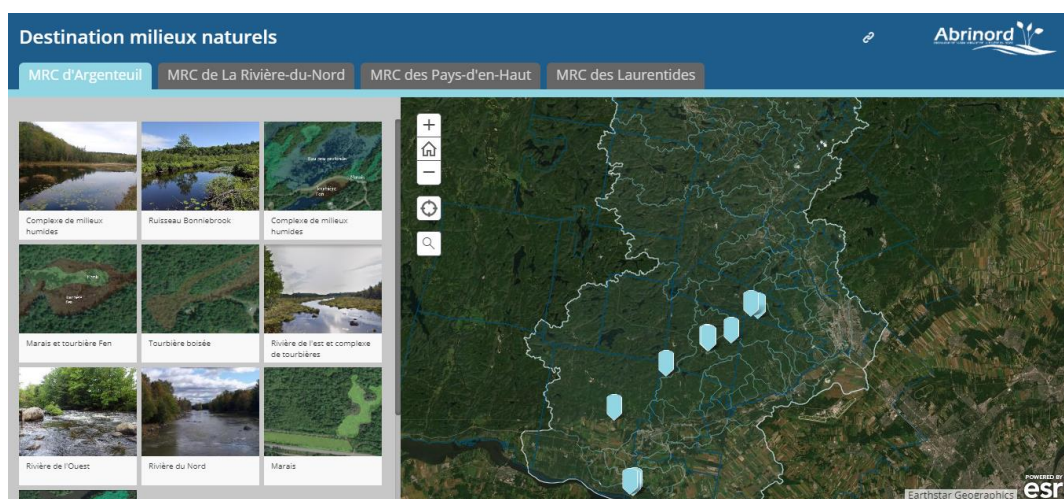 Destination milieux naturels
Abrinord
MRC d'Argenteuil
MRC de La Rivière-du-Nord
MRC des Pays-d'en-Haut
MRC des Laurentides
Complexe de milieux
humides
Ruisseau Bonniebrook
Complexe de milieux
humides
Marais et tourbière Fen
Tourbière boisée
Rivière de l'est et complexe
de tourbières
Rivière de l'Ouest
Rivière du Nord
Marais
Earthstar Geographics
POWERED BY
esri